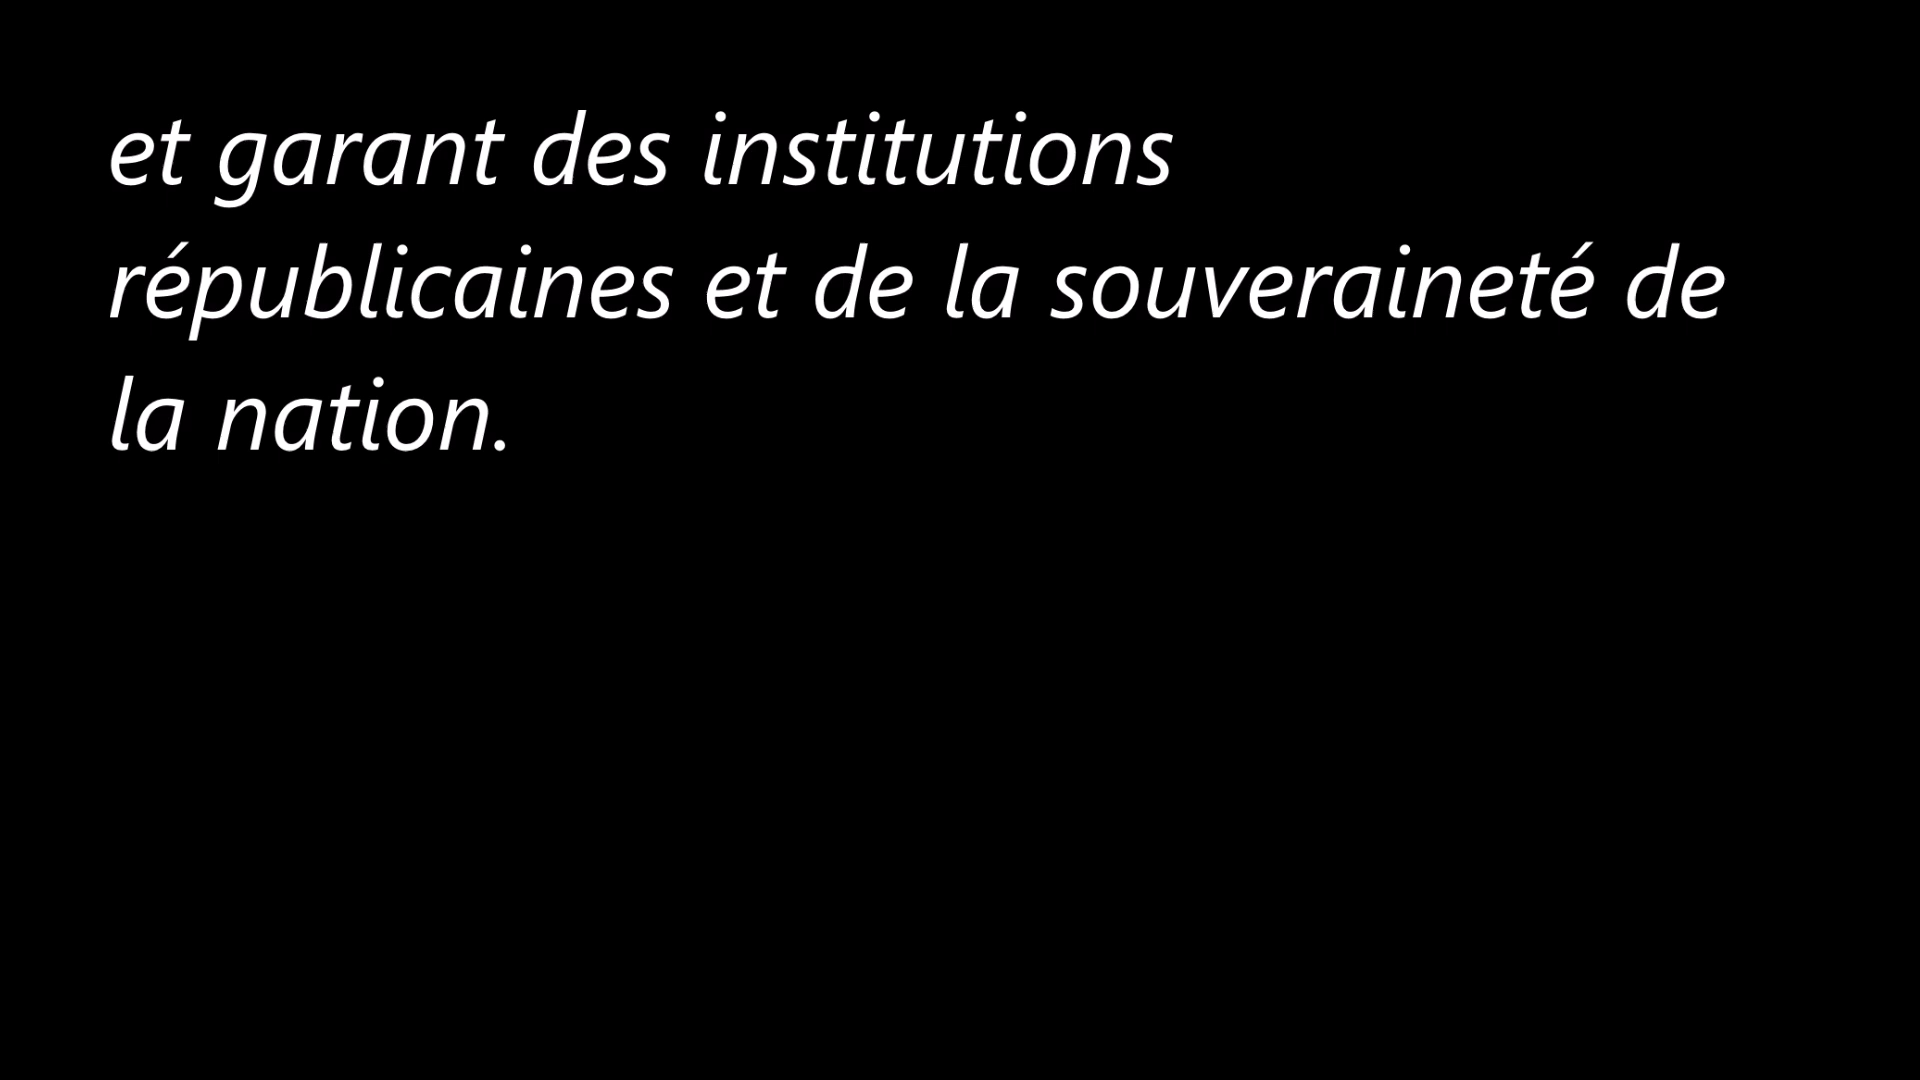 et garant des institutions
républicaines et de la souveraineté de
la nation.